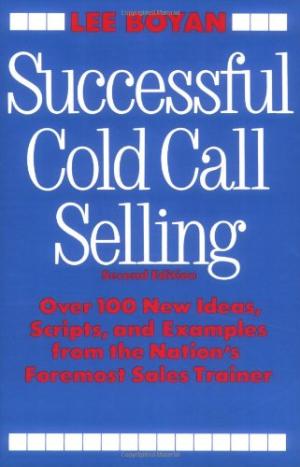 LEE BOYAN
Successful
Cold Call
Selling
Second Edition
Over 100 New Ideas,
Scripts, and Examples
from the Nation's
Foremost Sales Trainer